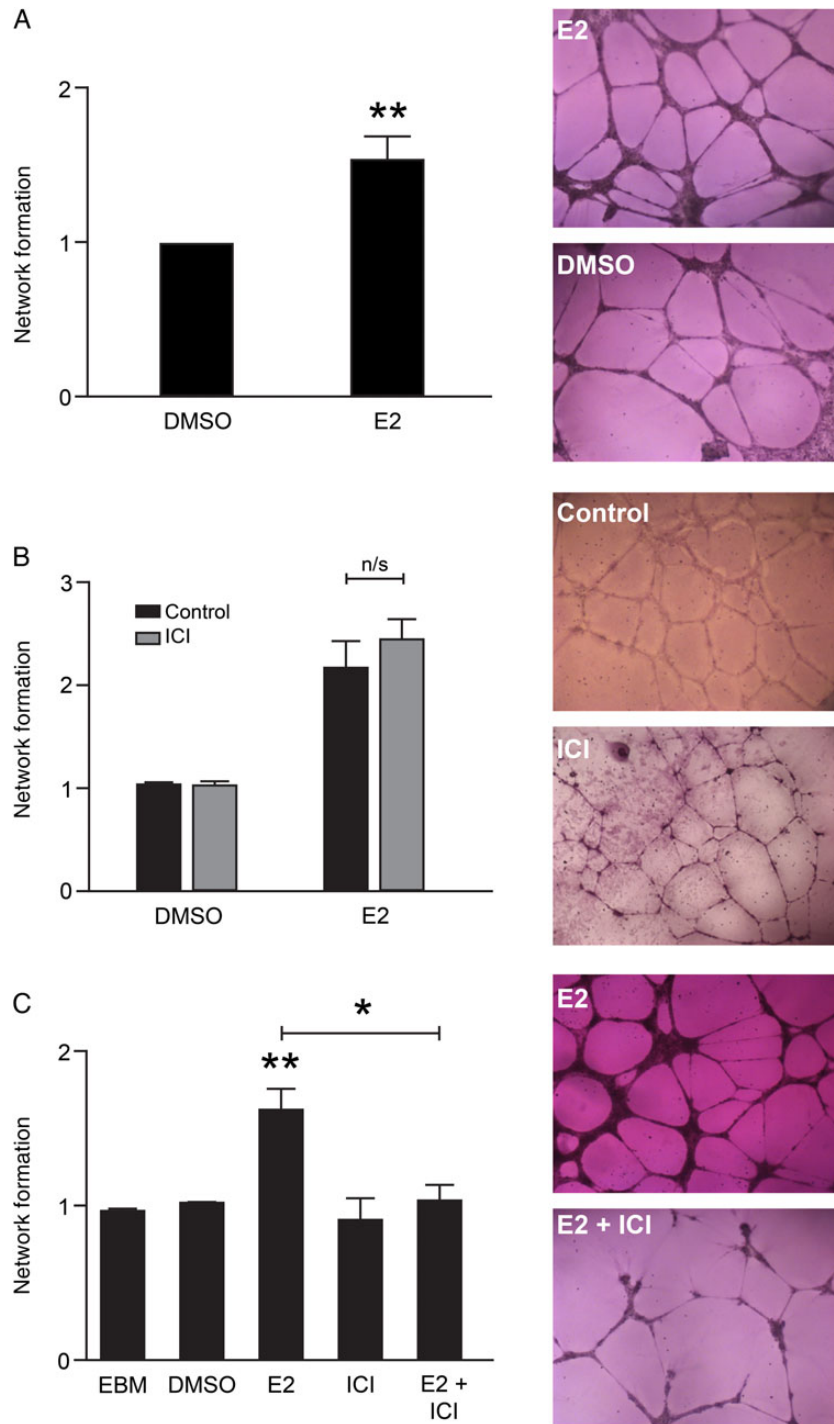 A
Network formation
2
1
0
**
DMSO
E2
E2
DMSO
B
Network formation
3
2
1
0
Control
ICI
n/s
DMSO
E2
Control
ICI
C
Network formation
2
1
0
*
**
EBM
DMSO
E2
ICI
E2 +
ICI
E2
E2 + ICI